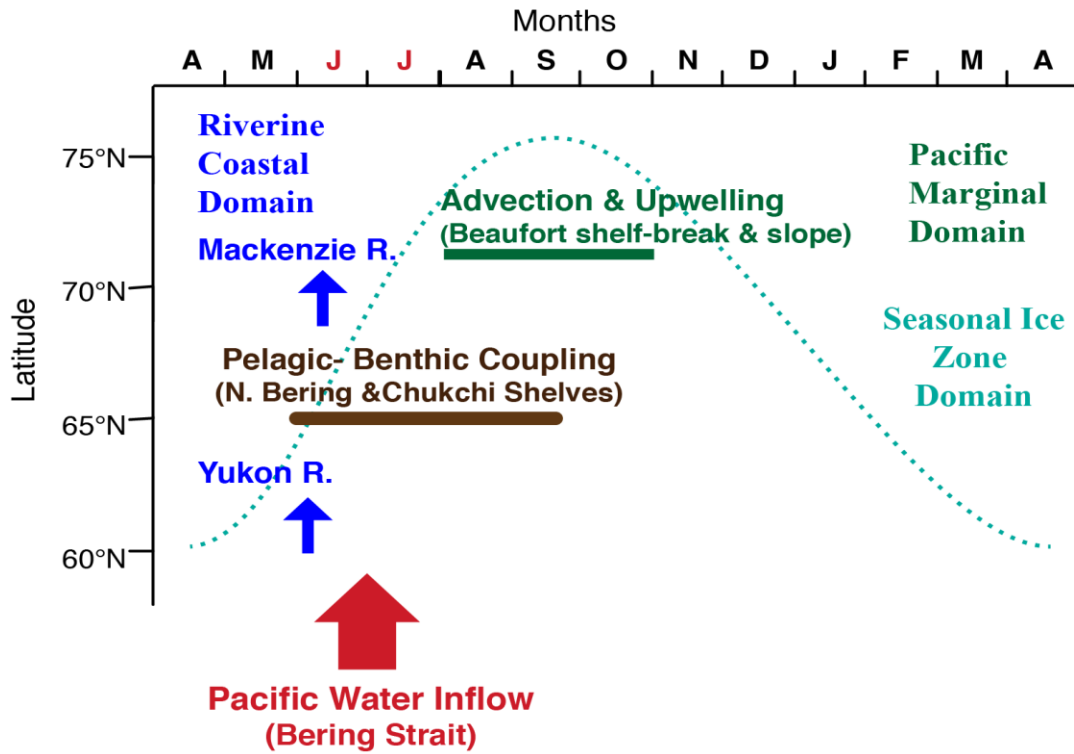 Months
A M J J A S O N D J F M A
Latitude
75°N
70°N
65°N
60°N
Riverine
Coastal
Domain
Mackenzie R.
Advection & Upwelling
(Beaufort shelf-break & slope)
Pacific
Marginal
Domain
Pelagic- Benthic Coupling
(N. Bering &Chukchi Shelves)
Seasonal Ice
Zone
Domain
Yukon R.
Pacific Water Inflow
(Bering Strait)